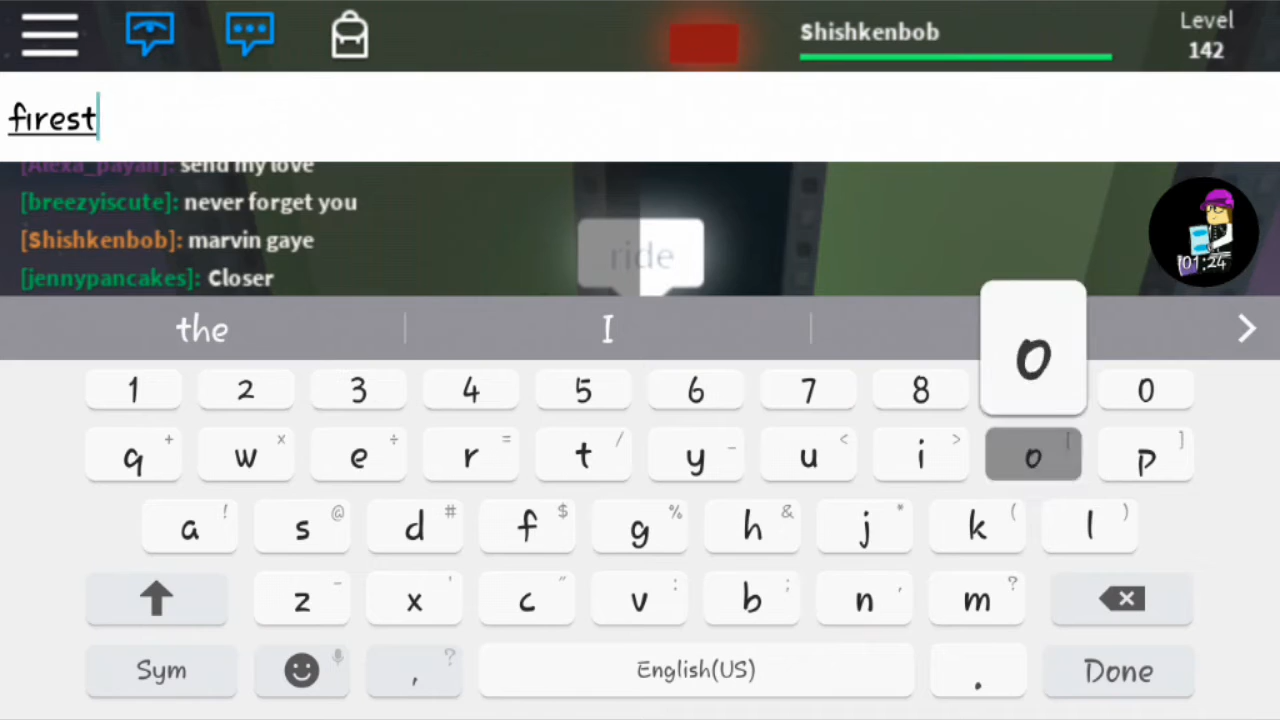 Shishkenbob
Level
142
firest
[Alexa_payan]: send my love
[breezyiscute]: never forget you
[Shishkenbob]: marvin gaye
[jennypancakes]: Closer
ride
01:24
the I
o
1 2 3 4 5 6 7 8 0
q + w x e ÷ r = t / y _ u < i > o [ p ]
a ! s @ d # f $ g % h & j * k ( l )
z - x ' c " v : b ; n , m ?
Sym , ? English(US) . Done